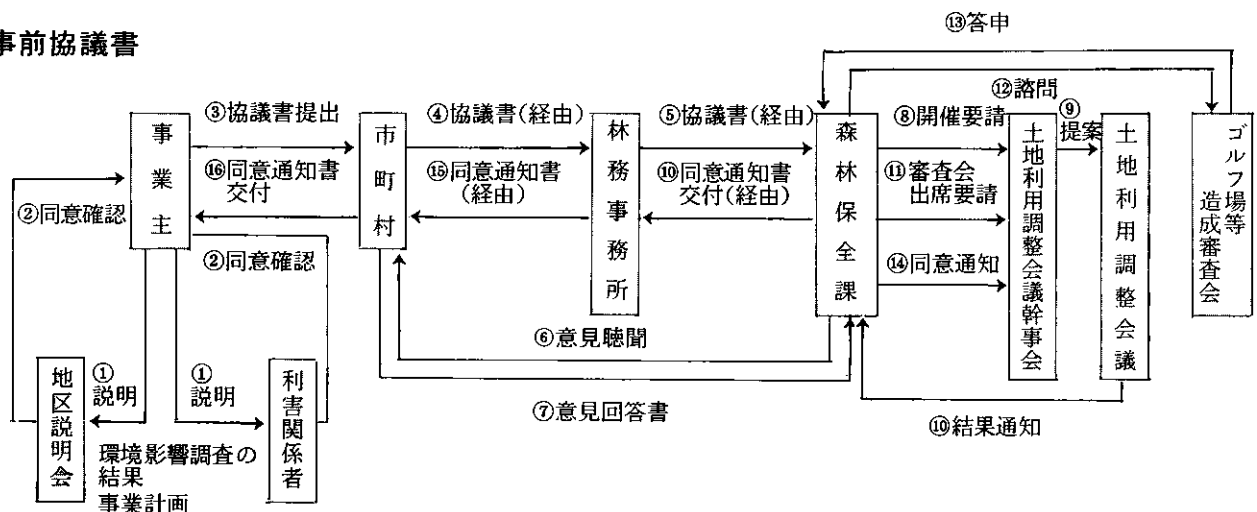 事前協議書
⑬答申
⑫諮問
③協議書提出
④協議書(経由)
⑤協議書(経由)
⑧開催要請
⑨提案
事業主
市町村
林務事務所
森林保全課
土地利用調整会議幹事会
土地利用調整会議
ゴルフ場等
造成審査会
⑯同意通知書
交付
⑮同意通知書
(経由)
⑩同意通知書
交付(経由)
⑪審査会
出席要請
②同意確認
②同意確認
⑭同意通知
⑥意見聴聞
⑦意見回答書
⑩結果通知
地区説明会
①
説明
①
説明
利害関係者
環境影響調査の
結果
事業計画